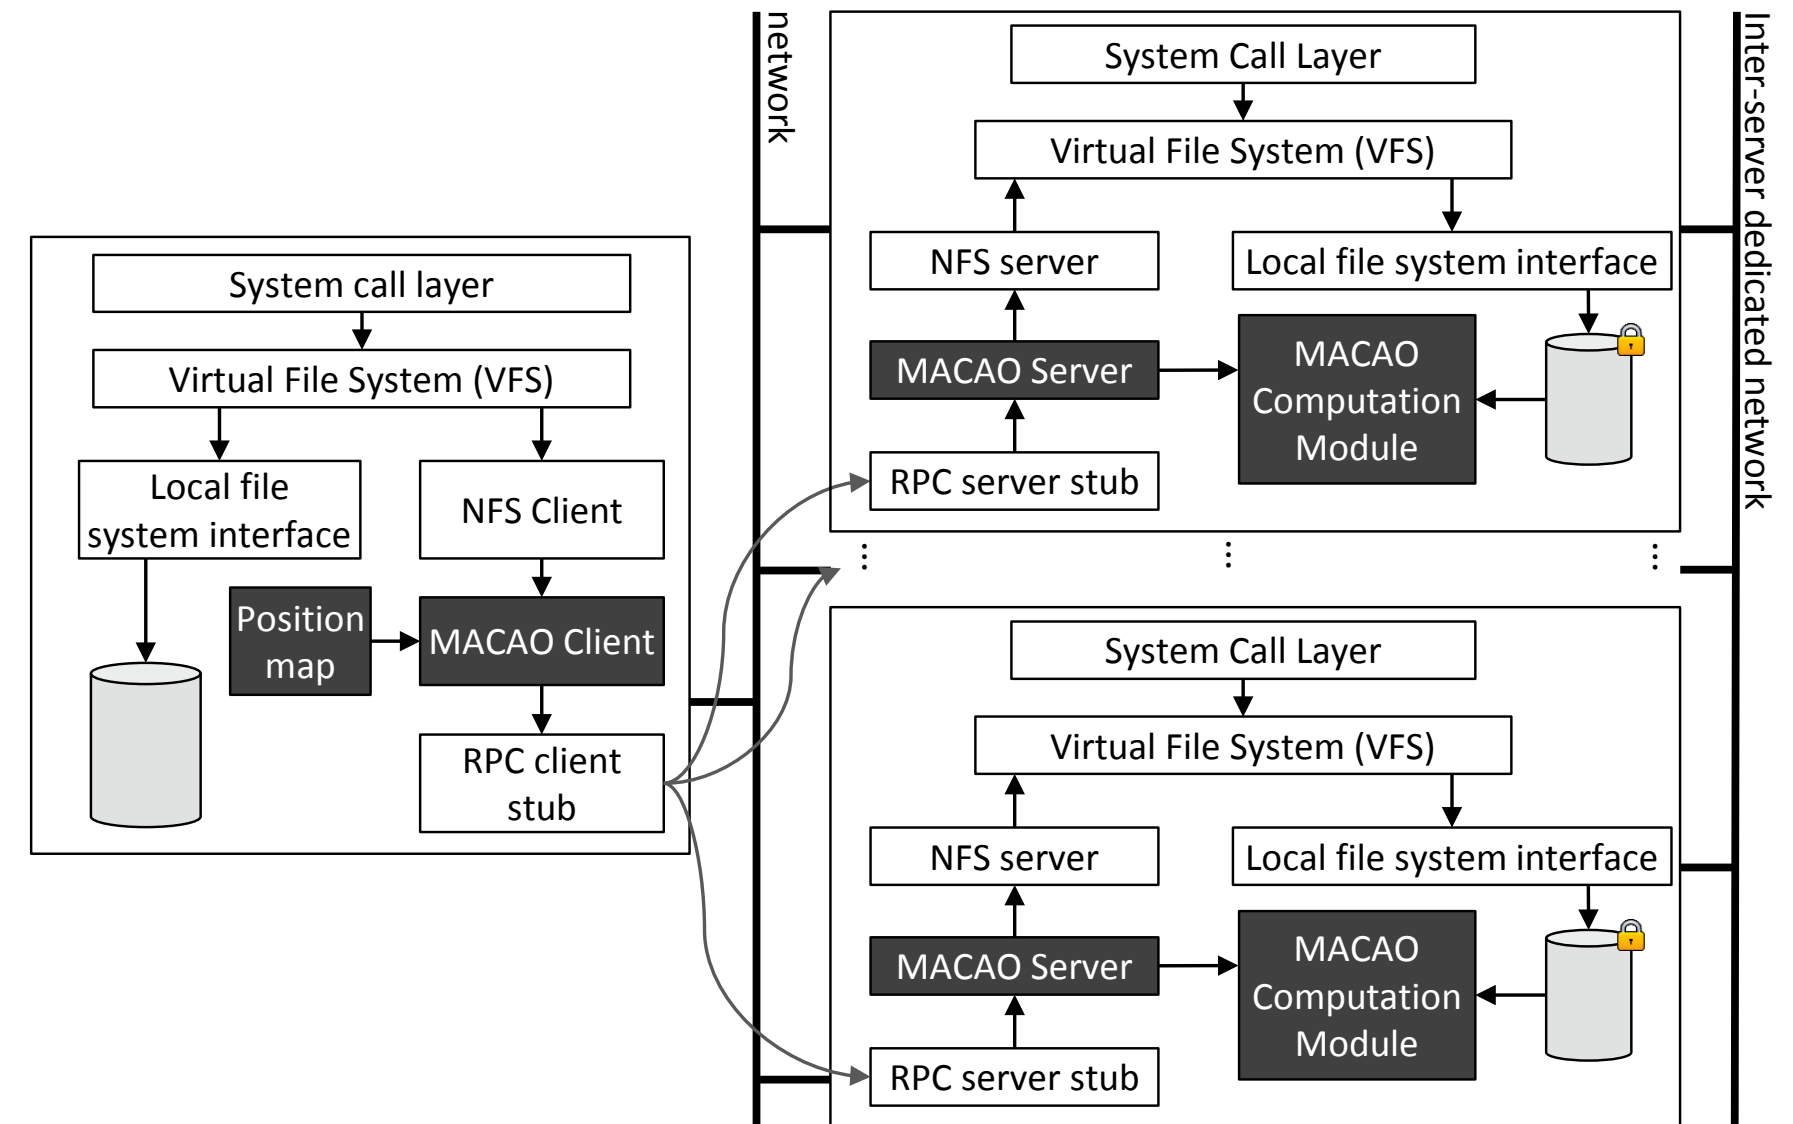 System call layer
Virtual File System (VFS)
Local file
system interface
NFS Client
Position
map
MACAO Client
RPC client
stub
network
System Call Layer
Virtual File System (VFS)
NFS server
Local file system interface
MACAO Server
MACAO
Computation
Module
RPC server stub
...
...
...
System Call Layer
Virtual File System (VFS)
NFS server
Local file system interface
MACAO Server
MACAO
Computation
Module
RPC server stub
Inter-server dedicated network